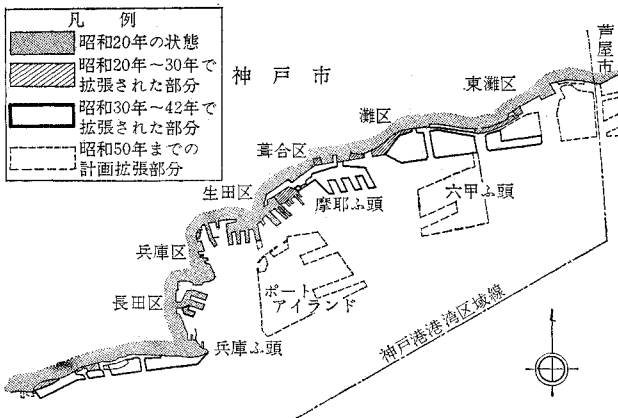 凡例
昭和20年の状態
昭和20年～30年で
拡張された部分
昭和30年～42年で
拡張された部分
昭和50年までの
計画拡張部分
神戸市
芦屋市
東灘区
灘区
葺合区
生田区
摩耶ふ頭
六甲ふ頭
兵庫区
ポート
アイランド
長田区
兵庫ふ頭
神戸港港湾区域線